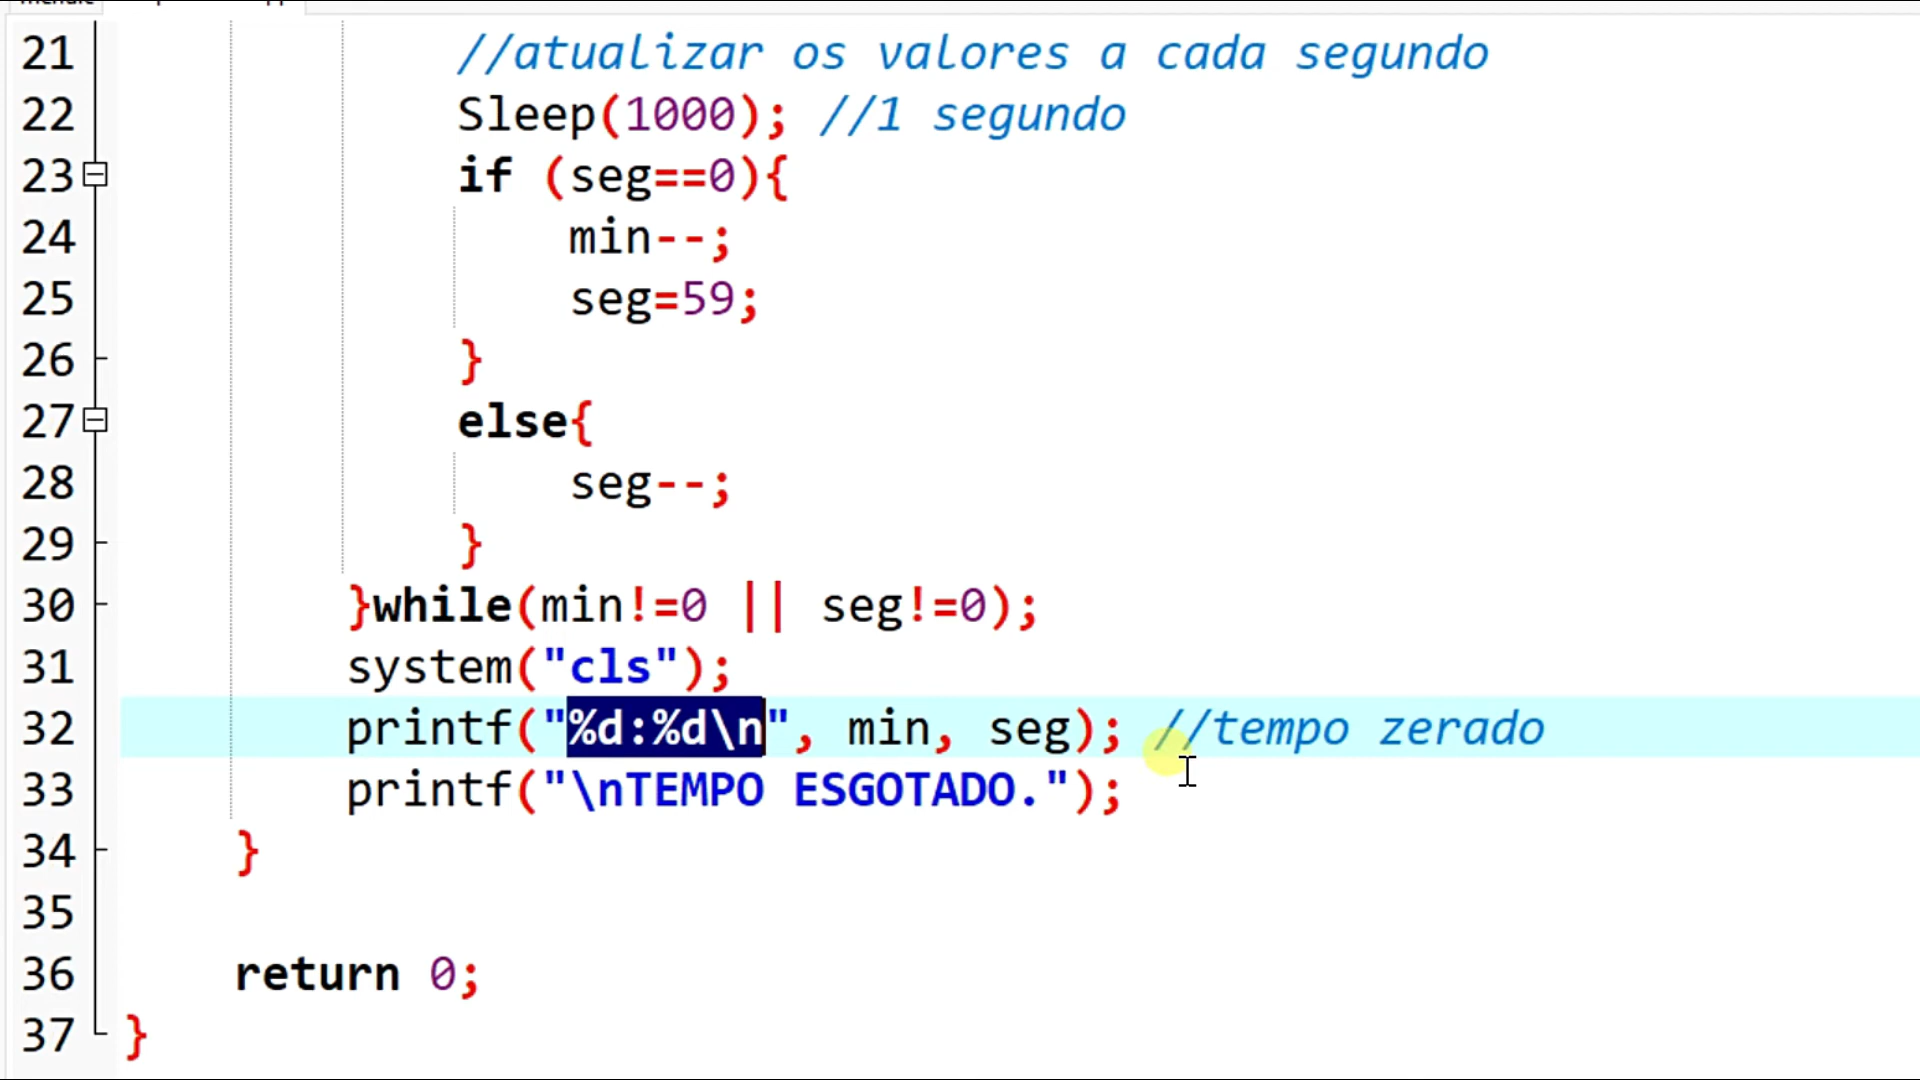 21 //atualizar os valores a cada segundo
22 Sleep(1000); //1 segundo
23 if (seg==0){
24 min--;
25 seg=59;
26 }
27 else{
28 seg--;
29 }
30 }while(min!=0 || seg!=0);
31 system("cls");
32 printf("%d:%d\n", min, seg); //tempo zerado
33 printf("\nTEMPO ESGOTADO.");
34 }
35
36 return 0;
37 }